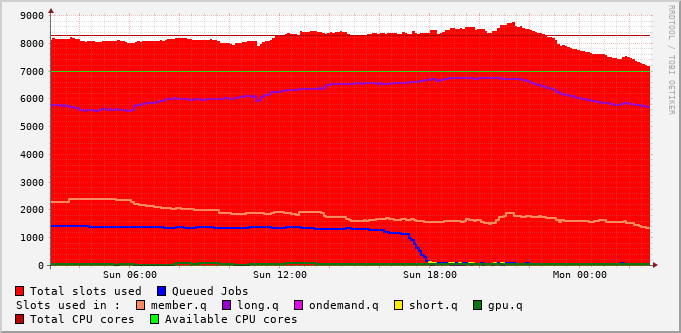 9000
8000
7000
6000
5000
4000
3000
2000
1000
0
Sun 06:00 Sun 12:00 Sun 18:00 Mon 00:00
Total slots used Queued Jobs
Slots used in : member.q long.q ondemand.q short.q gpu.q
Total CPU cores Available CPU cores
RRDTOOL / TOBI OETIKER